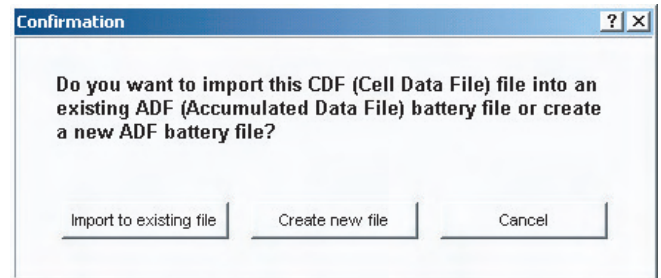 Confirmation
Do you want to import this CDF (Cell Data File) file into an
existing ADF (Accumulated Data File) battery file or create
a new ADF battery file?
Import to existing file Create new file Cancel